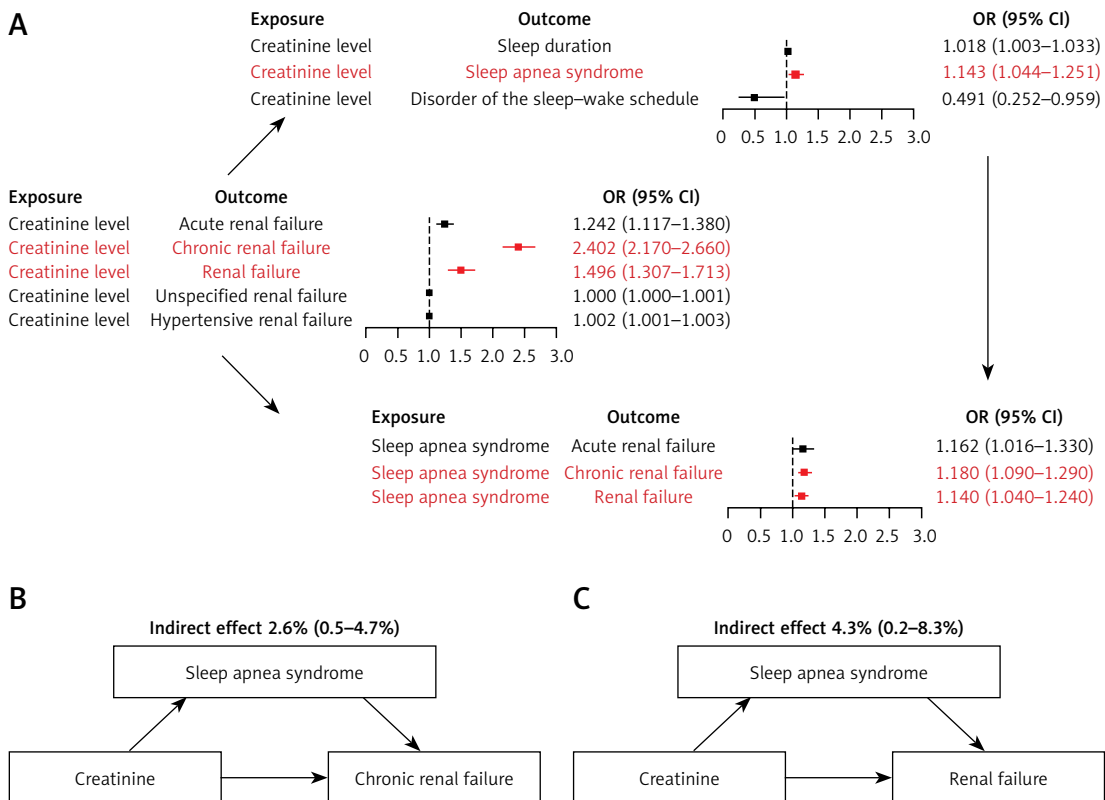 A
Exposure Outcome OR (95% CI)
Creatinine level Sleep duration 1.018 (1.003–1.033)
Creatinine level Sleep apnea syndrome 1.143 (1.044–1.251)
Creatinine level Disorder of the sleep–wake schedule 0.491 (0.252–0.959)
0 0.5 1.0 1.5 2.0 2.5 3.0
Exposure Outcome OR (95% CI)
Creatinine level Acute renal failure 1.242 (1.117–1.380)
Creatinine level Chronic renal failure 2.402 (2.170–2.660)
Creatinine level Renal failure 1.496 (1.307–1.713)
Creatinine level Unspecified renal failure 1.000 (1.000–1.001)
Creatinine level Hypertensive renal failure 1.002 (1.001–1.003)
0 0.5 1.0 1.5 2.0 2.5 3.0
Exposure Outcome OR (95% CI)
Sleep apnea syndrome Acute renal failure 1.162 (1.016–1.330)
Sleep apnea syndrome Chronic renal failure 1.180 (1.090–1.290)
Sleep apnea syndrome Renal failure 1.140 (1.040–1.240)
0 0.5 1.0 1.5 2.0 2.5 3.0
B
Indirect effect 2.6% (0.5–4.7%)
Sleep apnea syndrome
Creatinine Chronic renal failure
C
Indirect effect 4.3% (0.2–8.3%)
Sleep apnea syndrome
Creatinine Renal failure